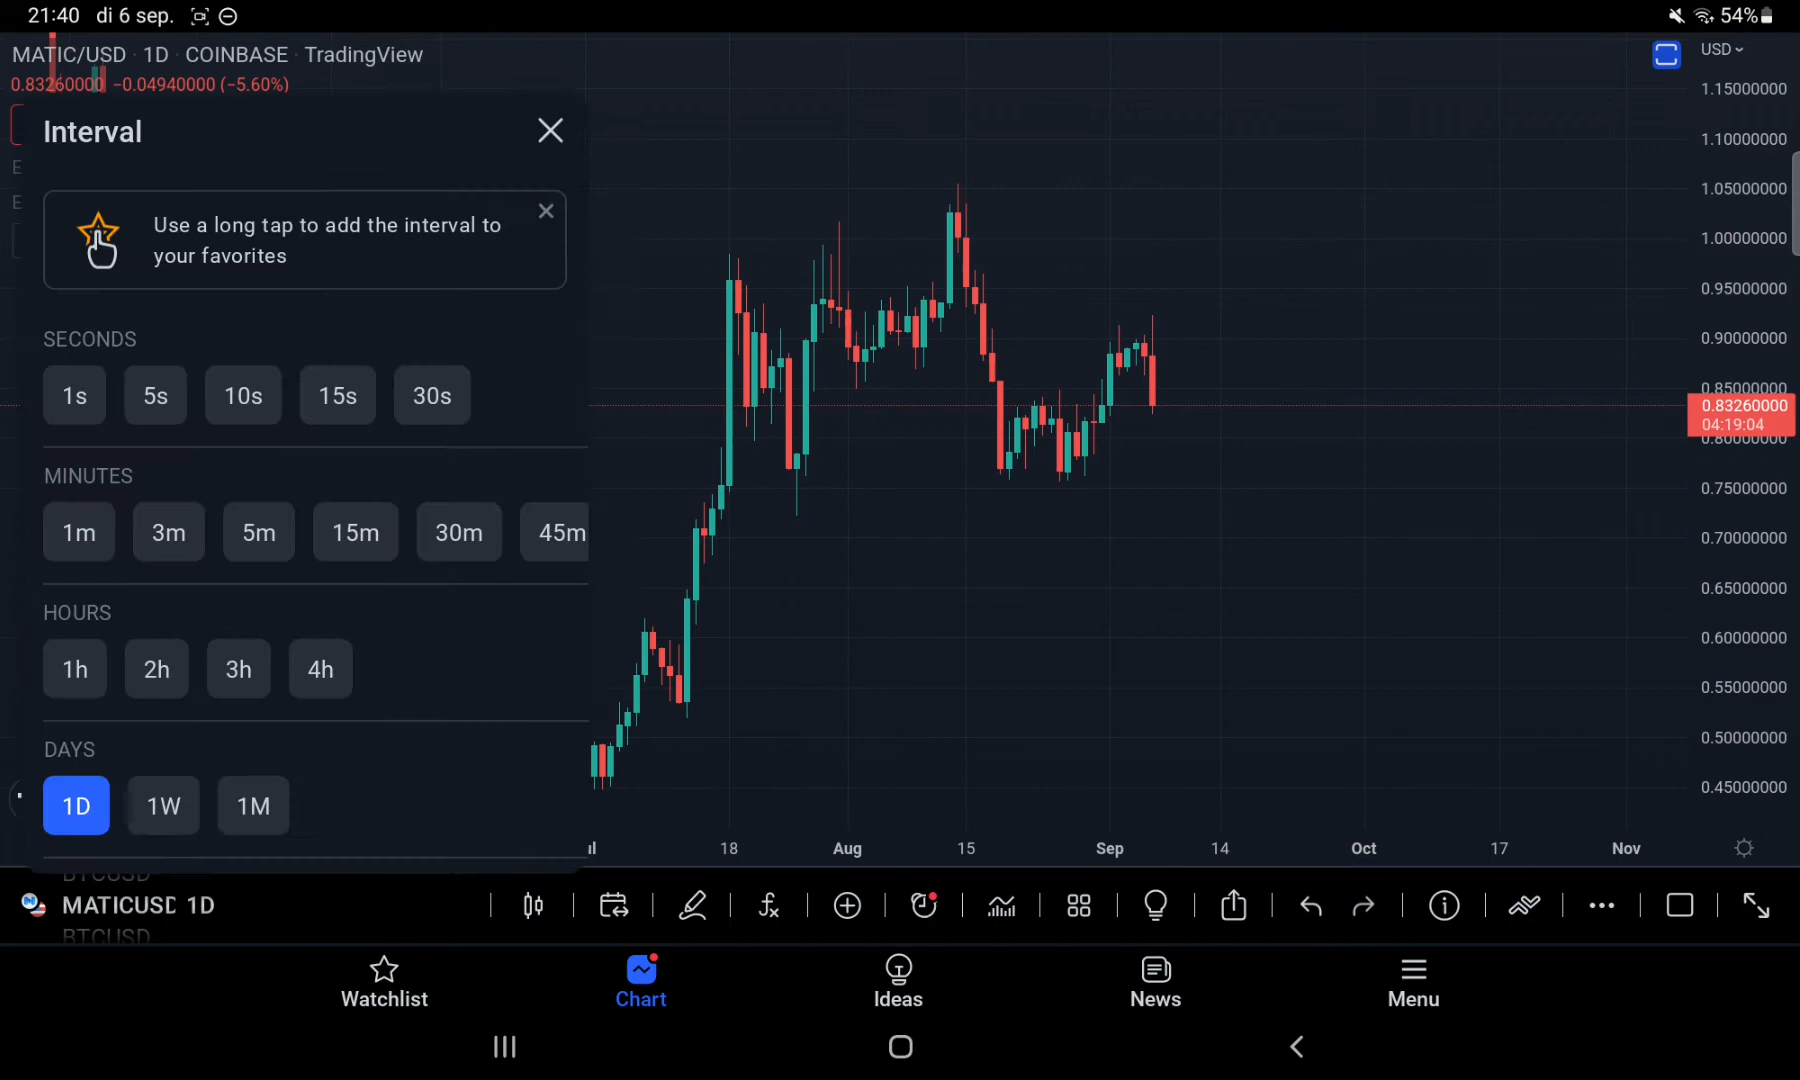 21:40 di 6 sep. 54%
MATIC/USD · 1D · COINBASE · TradingView
0.83260000 −0.04940000 (−5.60%)
USD
Interval
Use a long tap to add the interval to
your favorites
SECONDS
1s 5s 10s 15s 30s
MINUTES
1m 3m 5m 15m 30m 45m
HOURS
1h 2h 3h 4h
DAYS
1D 1W 1M
1.15000000
1.10000000
1.05000000
1.00000000
0.95000000
0.90000000
0.85000000
0.83260000
04:19:04
0.80000000
0.75000000
0.70000000
0.65000000
0.60000000
0.55000000
0.50000000
0.45000000
ul 18 Aug 15 Sep 14 Oct 17 Nov
BTCUSD
MATICUSD 1D
BTCUSD
Watchlist Chart Ideas News Menu